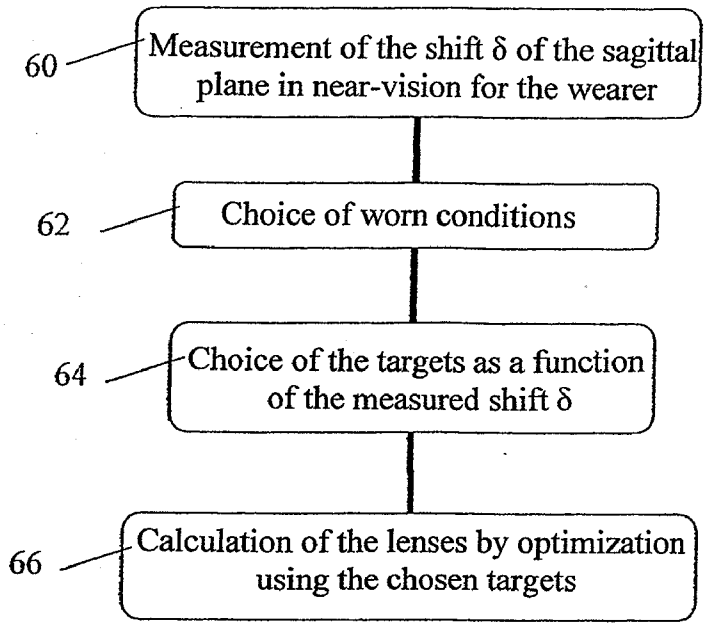 60
Measurement of the shift δ of the sagittal
plane in near-vision for the wearer
62
Choice of worn conditions
64
Choice of the targets as a function
of the measured shift δ
66
Calculation of the lenses by optimization
using the chosen targets